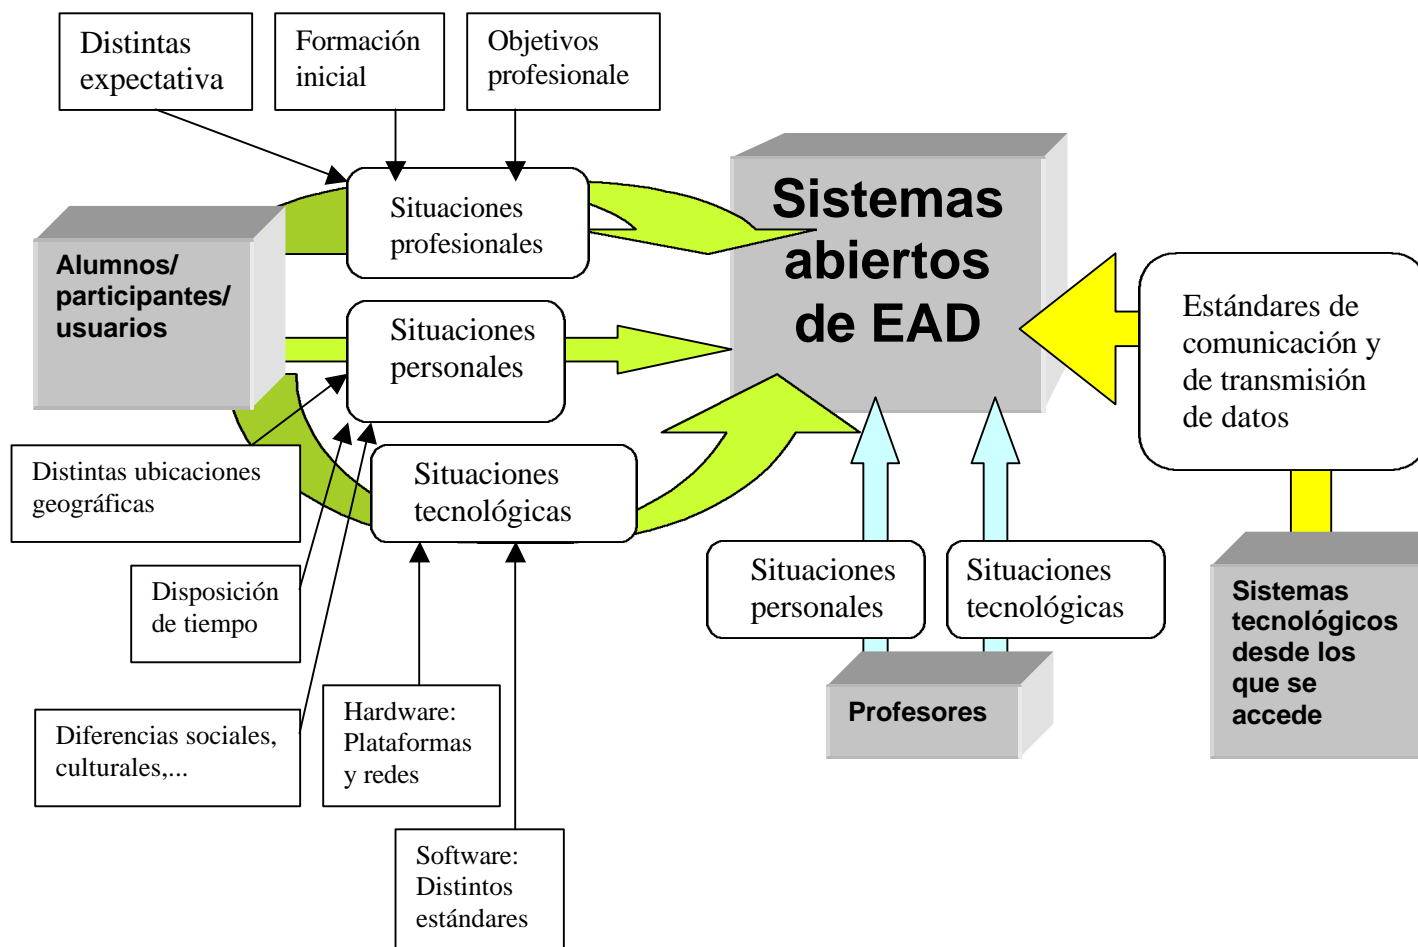 Distintas
expectativa
Formación
inicial
Objetivos
profesionale
Situaciones
profesionales
Sistemas
abiertos
de EAD
Alumnos/
participantes/
usuarios
Situaciones
personales
Estándares de
comunicación y
de transmisión
de datos
Distintas ubicaciones
geográficas
Situaciones
tecnológicas
Disposición
de tiempo
Situaciones
personales
Situaciones
tecnológicas
Sistemas
tecnológicos
desde los
que se
accede
Profesores
Diferencias sociales,
culturales,...
Hardware:
Plataformas
y redes
Software:
Distintos
estándares